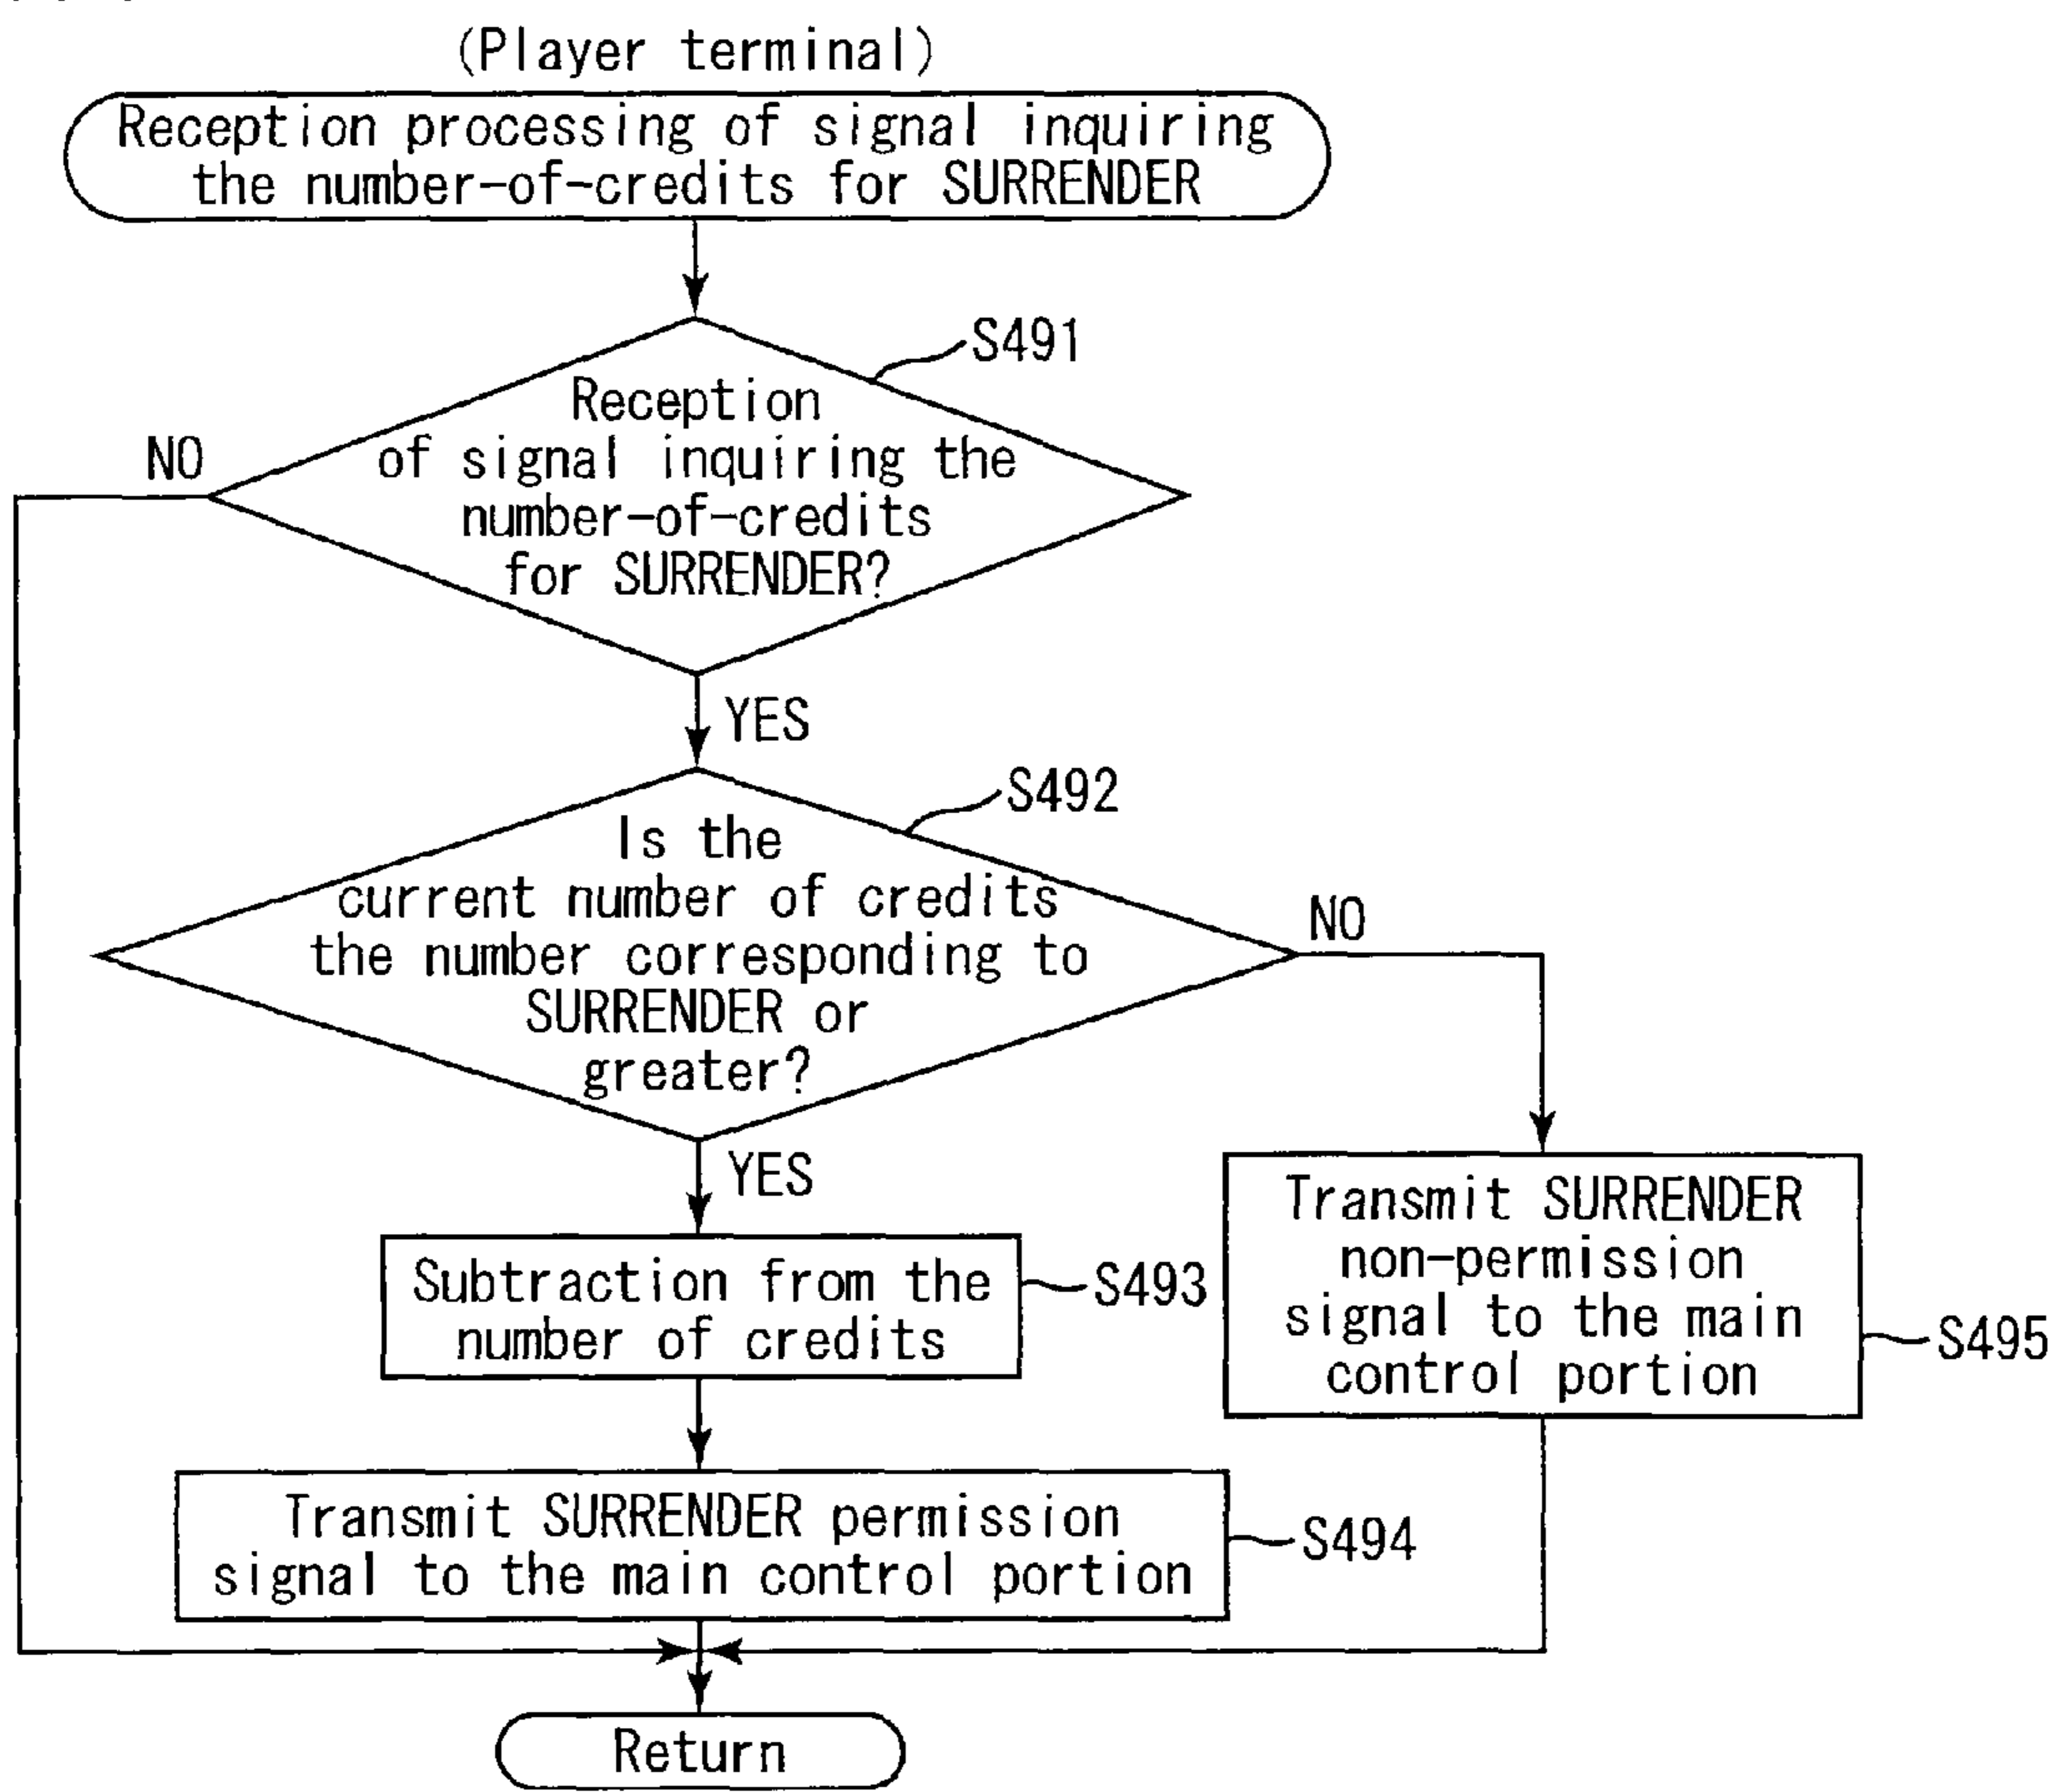 (Player terminal)
Reception processing of signal inquiring
the number-of-credits for SURRENDER
S491
Reception
of signal inquiring the
number-of-credits
for SURRENDER?
NO
YES
S492
Is the
current number of credits
the number corresponding to
SURRENDER or
greater?
NO
YES
Subtraction from the
number of credits
S493
Transmit SURRENDER
non-permission
signal to the main
control portion
S495
Transmit SURRENDER permission
signal to the main control portion
S494
Return